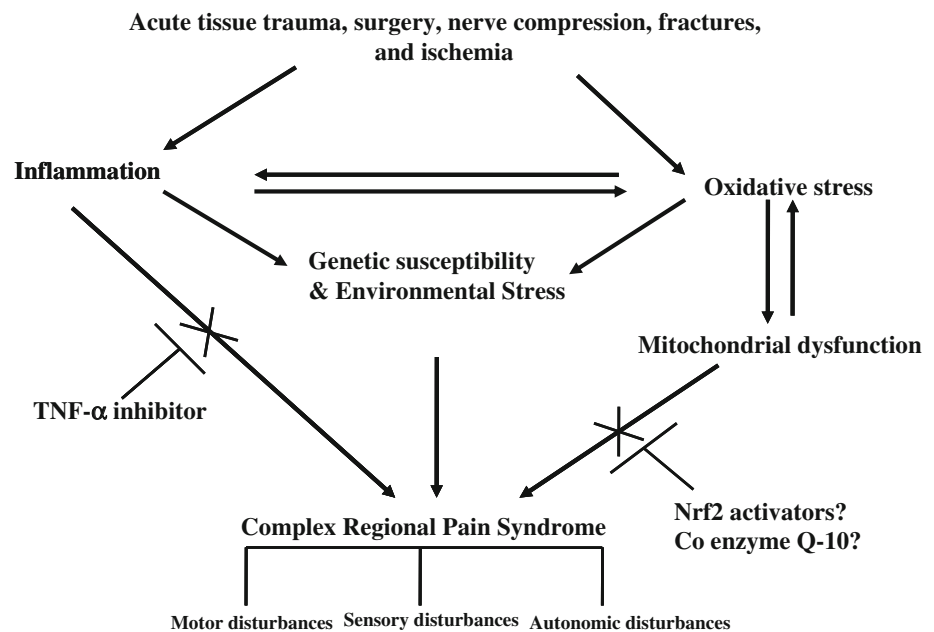 Acute tissue trauma, surgery, nerve compression, fractures,
and ischemia
Inflammation
Oxidative stress
Genetic susceptibility
& Environmental Stress
Mitochondrial dysfunction
TNF-α inhibitor
Nrf2 activators?
Co enzyme Q-10?
Complex Regional Pain Syndrome
Motor disturbances Sensory disturbances Autonomic disturbances